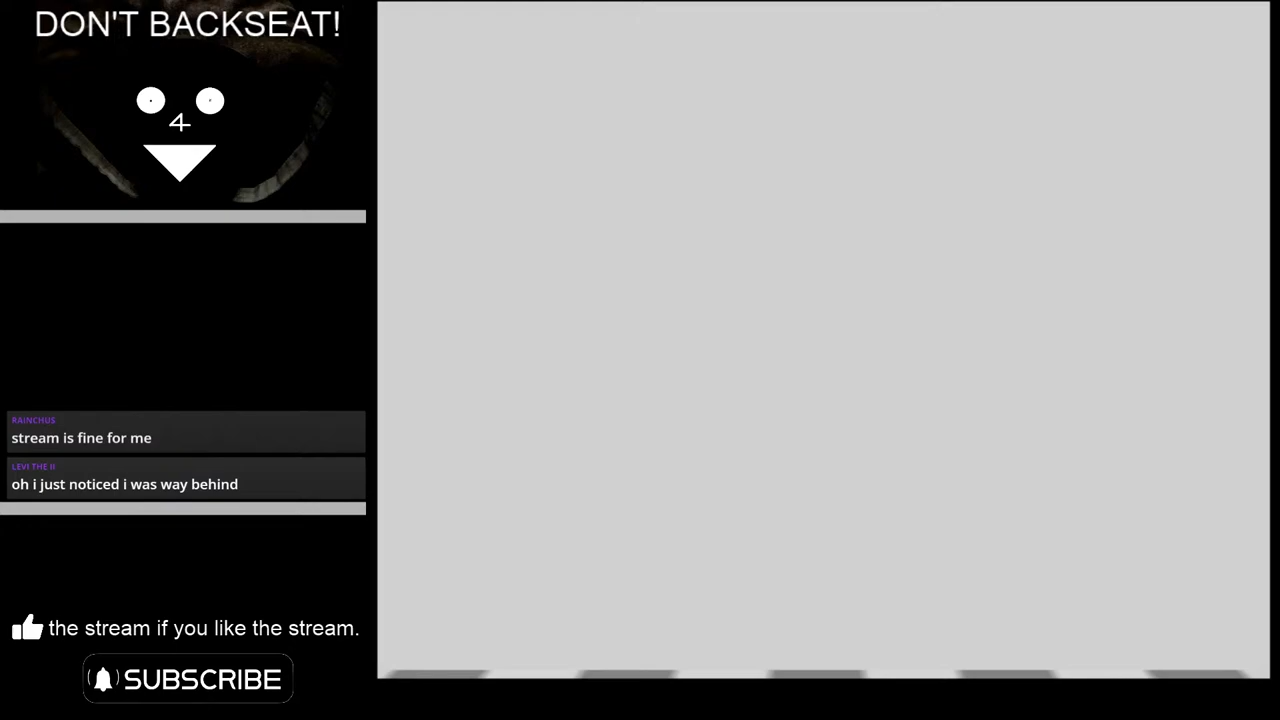 DON'T BACKSEAT!
4
RAINCHUS
stream is fine for me
LEVI THE II
oh i just noticed i was way behind
the stream if you like the stream.
SUBSCRIBE